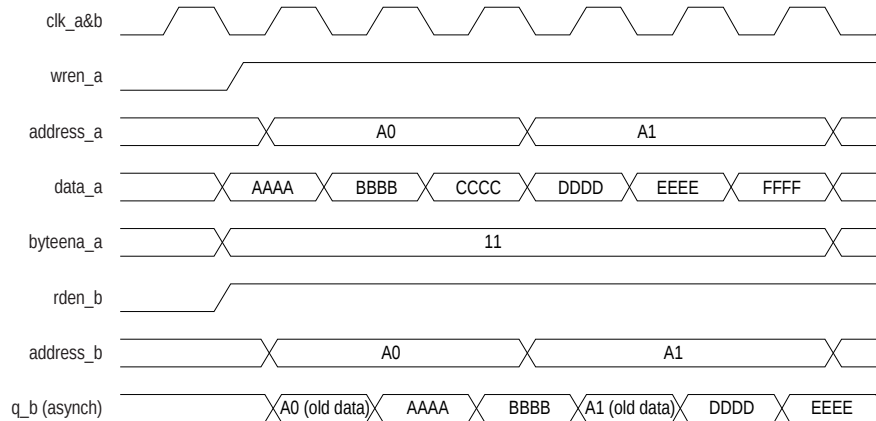 clk_a&b
wren_a
address_a A0 A1
data_a AAAA BBBB CCCC DDDD EEEE FFFF
byteena_a 11
rden_b
address_b A0 A1
q_b (asynch) A0 (old data) AAAA BBBB A1 (old data) DDDD EEEE